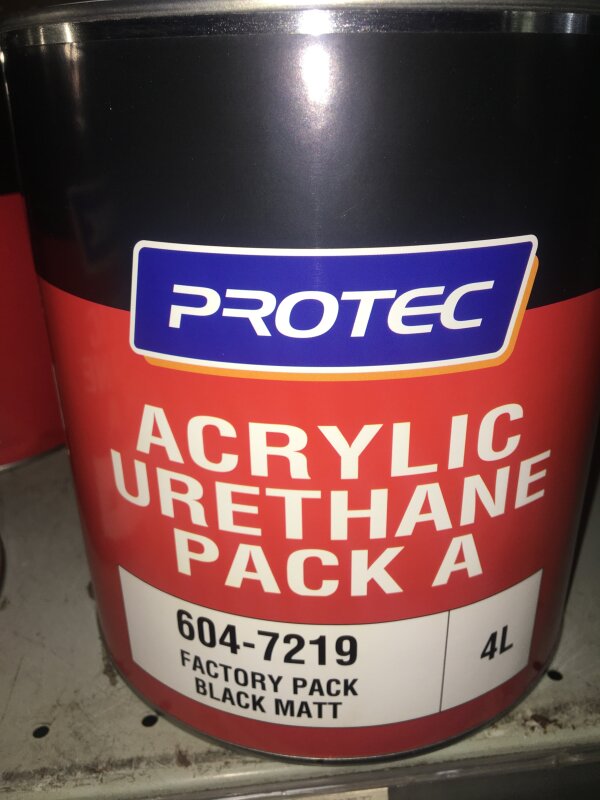 PROTEC
ACRYLIC
URETHANE
PACK A
604-7219
FACTORY PACK
BLACK MATT
4L